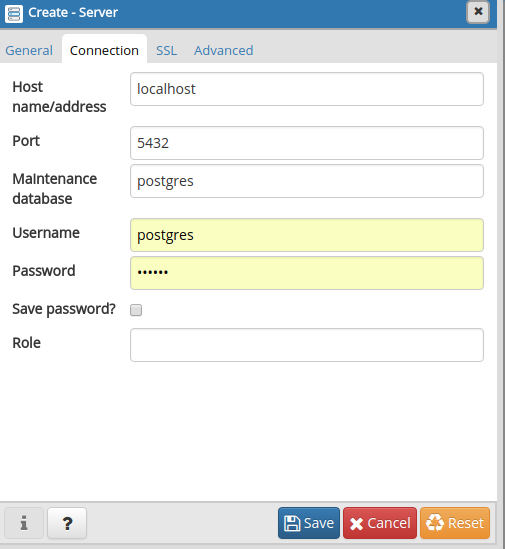 Create - Server
General Connection SSL Advanced
Host name/address localhost
Port 5432
Maintenance database postgres
Username postgres
Password ••••••
Save password?
Role
i ? Save Cancel Reset